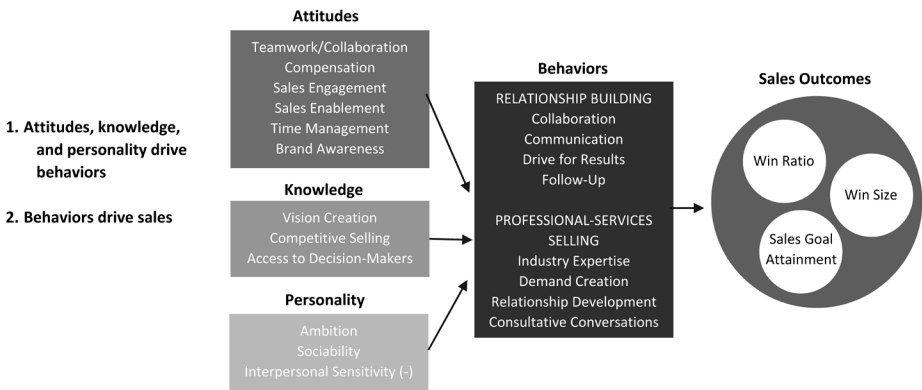 1. Attitudes, knowledge,
and personality drive
behaviors
2. Behaviors drive sales
Attitudes
Teamwork/Collaboration
Compensation
Sales Engagement
Sales Enablement
Time Management
Brand Awareness
Knowledge
Vision Creation
Competitive Selling
Access to Decision-Makers
Personality
Ambition
Sociability
Interpersonal Sensitivity (-)
Behaviors
RELATIONSHIP BUILDING
Collaboration
Communication
Drive for Results
Follow-Up
PROFESSIONAL-SERVICES
SELLING
Industry Expertise
Demand Creation
Relationship Development
Consultative Conversations
Sales Outcomes
Win Ratio
Win Size
Sales Goal
Attainment